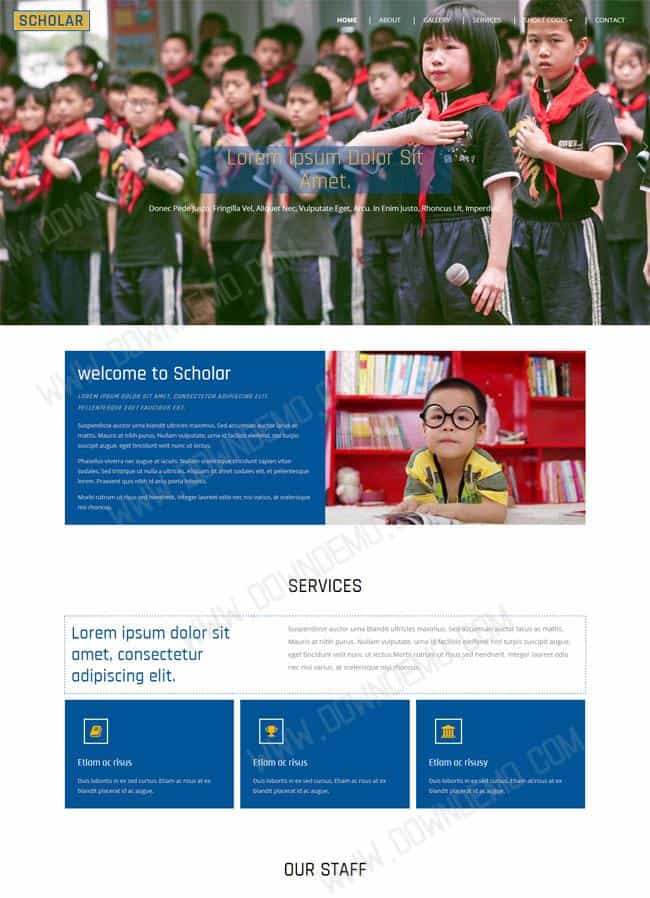 SCHOLAR
HOME
ABOUT
GALLERY
SERVICES
SHORT CODES
CONTACT
Lorem Ipsum Dolor Sit
Amet.
Donec Pede Justo, Fringilla Vel, Aliquet Nec, Vulputate Eget, Arcu. In Enim Justo, Rhoncus Ut, Imperdiet
welcome to Scholar
LOREM IPSUM DOLOR SIT AMET, CONSECTETUR ADIPISCING ELIT.
PELLENTESQUE EGET FAUCIBUS EST.
Suspendisse auctor urna blandit ultricies maximus. Sed accumsan auctor lacus ac
mattis. Mauris at nibh purus. Nullam vulputate, urna id facilisis eleifend, nisi turpis
suscipit augue, eget tincidunt velit nunc ut lectus.
Phasellus viverra nec augue et iaculis. Nullam scelerisque tincidunt sapien vitae
sodales. Sed tristique ut nulla a ultricies. Aliquam sit amet sodales elit, et pellentesque
lorem. Praesent quis nibh id arcu porta lobortis.
Morbi rutrum ut risus sed hendrerit. Integer laoreet odio nec nisi varius, at scelerisque
nisi rhoncus.
SERVICES
Lorem ipsum dolor sit
amet, consectetur
adipiscing elit.
Suspendisse auctor urna blandit ultricies maximus. Sed accumsan auctor lacus ac mattis.
Mauris at nibh purus. Nullam vulputate, urna id facilisis eleifend, nisl turpis suscipit augue,
eget tincidunt velit nunc ut lectus.Morbi rutrum ut risus sed hendrerit. Integer laoreet odio
nec nisi varius, at scelerisque nisi rhoncus.
Etiam ac risus
Duis lobortis in ex sed cursus. Etiam ac risus at ex
blandit placerat id ac augue.
Etiam ac risus
Duis lobortis in ex sed cursus. Etiam ac risus at ex
blandit placerat id ac augue.
Etiam ac risusy
Duis lobortis in ex sed cursus. Etiam ac risus at ex
blandit placerat id ac augue.
OUR STAFF
WWW.DOWNDEMO.COM